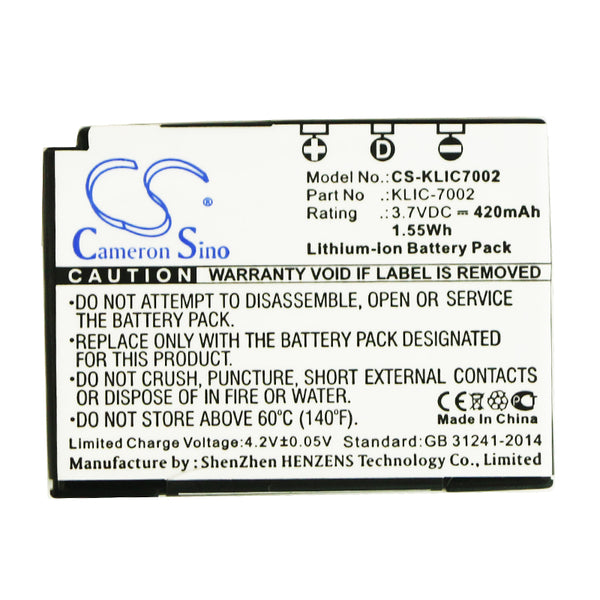 + D −
CS
Cameron Sino
Model No.: CS-KLIC7002
Part No : KLIC-7002
Rating : 3.7VDC ⎓ 420mAh
1.55Wh
Lithium-Ion Battery Pack
CAUTION WARRANTY VOID IF LABEL IS REMOVED
•DO NOT ATTEMPT TO DISASSEMBLE, OPEN OR SERVICE
THE BATTERY PACK.
•REPLACE ONLY WITH THE BATTERY PACK DESIGNATED
FOR THIS PRODUCT.
•DO NOT CRUSH, PUNCTURE, SHORT EXTERNAL CONTACTS
OR DISPOSE OF IN FIRE OR WATER.
•DO NOT STORE ABOVE 60°C (140°F).
Limited Charge Voltage:4.2V±0.05V Standard:GB 31241-2014
Manufacturer : ShenZhen HENZENS Technology Co.,Ltd.
Made In China